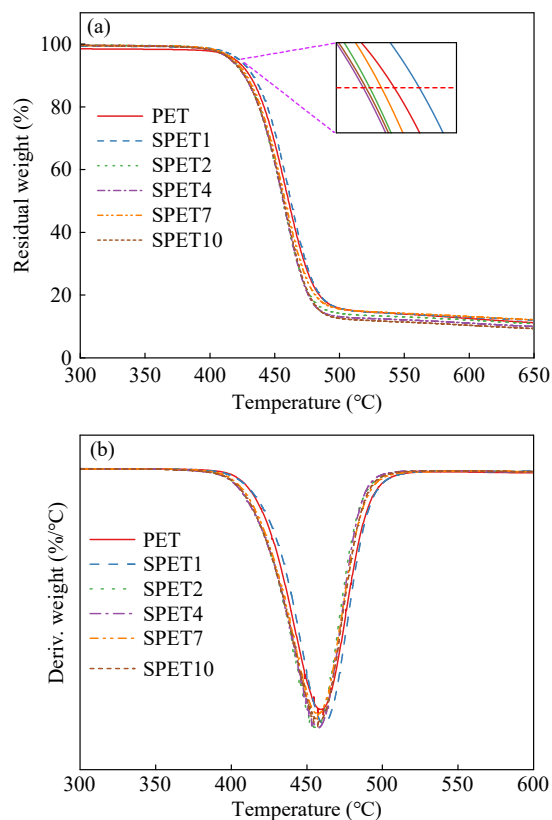 (a)
100
80
60
40
20
0
Residual weight (%)
PET
SPET1
SPET2
SPET4
SPET7
SPET10
300 350 400 450 500 550 600 650
Temperature (°C)
(b)
Deriv. weight (%/°C)
PET
SPET1
SPET2
SPET4
SPET7
SPET10
300 350 400 450 500 550 600
Temperature (°C)